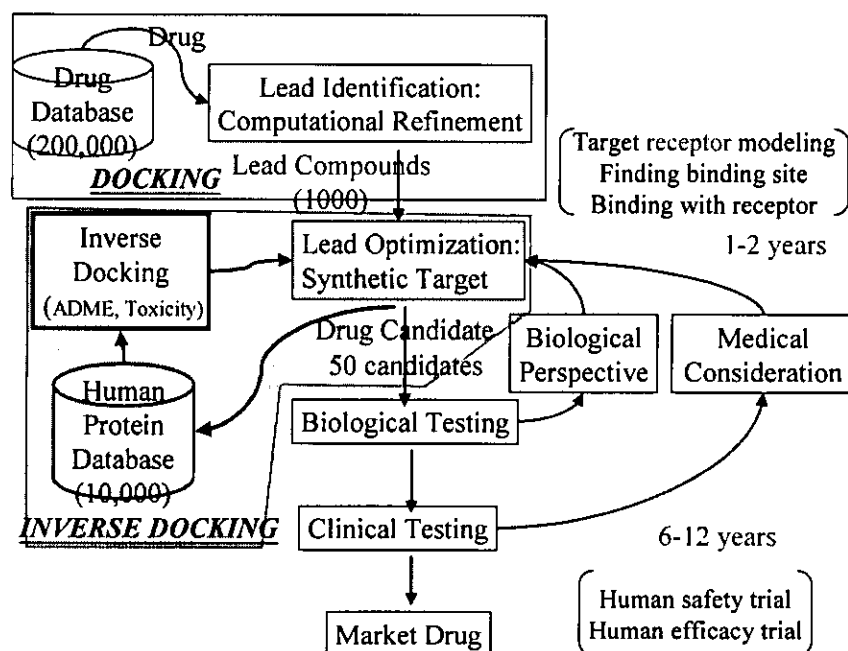 Drug
Drug
Database
(200,000)
Lead Identification:
Computational Refinement
DOCKING
Lead Compounds
(1000)
Target receptor modeling
Finding binding site
Binding with receptor
1-2 years
Inverse
Docking
(ADME, Toxicity)
Lead Optimization:
Synthetic Target
Drug Candidate
50 candidates
Biological
Perspective
Medical
Consideration
Human
Protein
Database
(10,000)
INVERSE DOCKING
Biological Testing
Clinical Testing
6-12 years
Human safety trial
Human efficacy trial
Market Drug